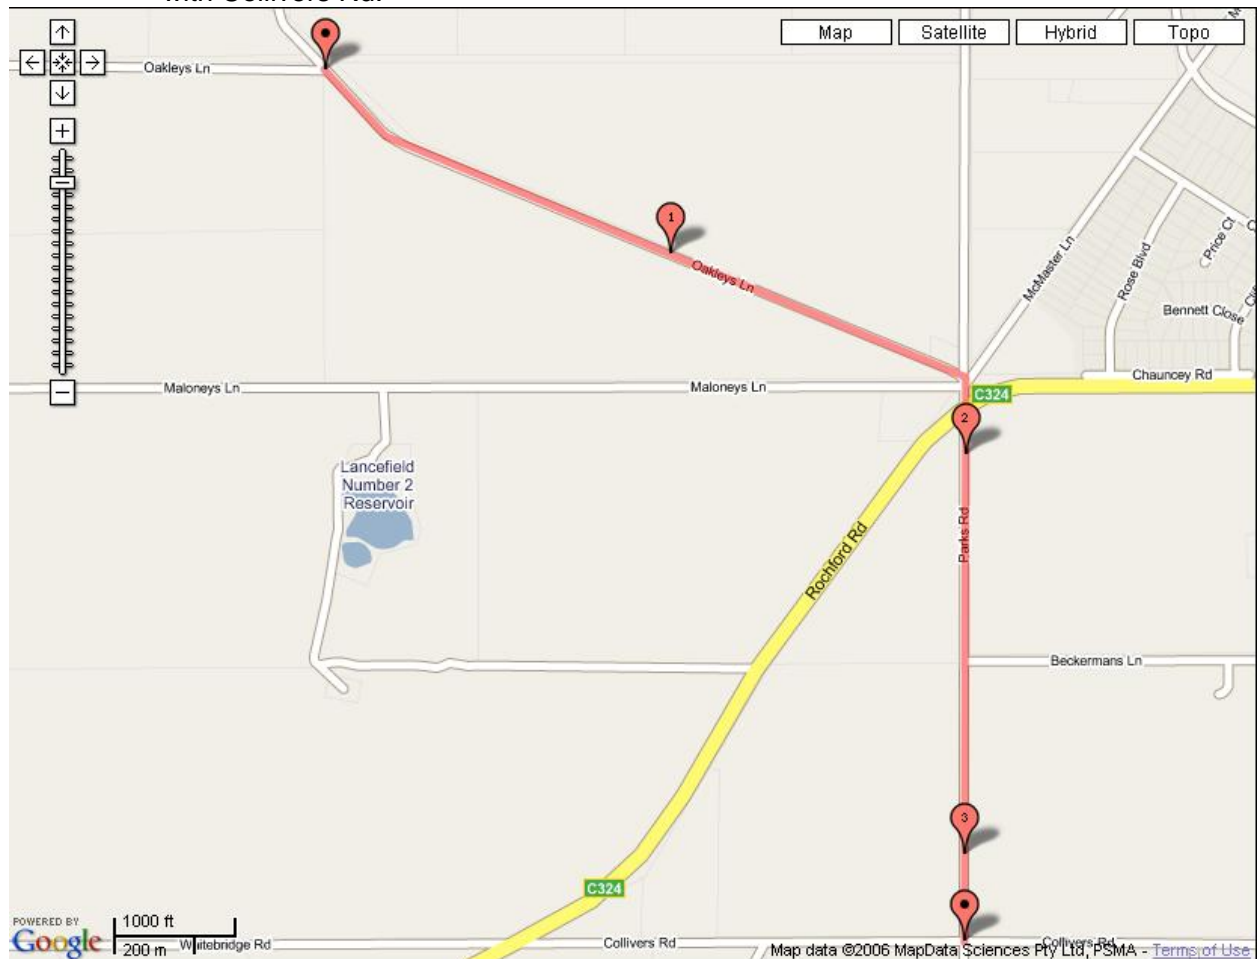 with Collivers Rd.
Map
Satellite
Hybrid
Topo
Oakleys Ln
1
Oakleys Ln
McMaster Ln
Rose Blvd
Price Ct
Bennett Close
Chauncey Rd
Maloneys Ln
Maloneys Ln
C324
2
Lancefield
Number 2
Reservoir
Parks Rd
Rochford Rd
Beckermans Ln
3
C324
POWERED BY
Google
1000 ft
200 m
Whitebridge Rd
Collivers Rd
Collivers Rd
Map data ©2006 MapData Sciences Pty Ltd, PSMA - Terms of Use